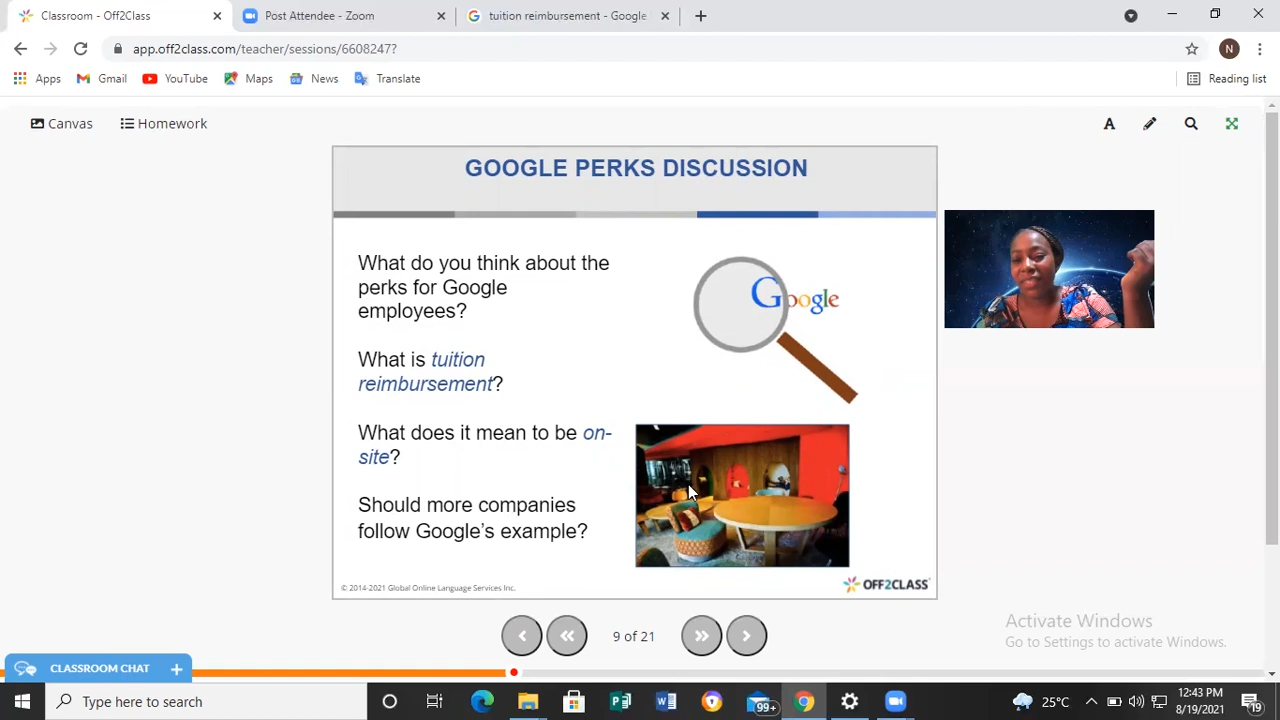 Classroom - Off2Class
Post Attendee - Zoom
tuition reimbursement - Google
app.off2class.com/teacher/sessions/6608247?
N
Apps
Gmail
YouTube
Maps
News
Translate
Reading list
Canvas
Homework
A
GOOGLE PERKS DISCUSSION
What do you think about the
perks for Google
employees?
What is tuition
reimbursement?
What does it mean to be on-
site?
Should more companies
follow Google's example?
Google
© 2014-2021 Global Online Language Services Inc.
OFF2CLASS
9 of 21
Activate Windows
Go to Settings to activate Windows.
CLASSROOM CHAT +
Type here to search
99+
25°C
12:43 PM
8/19/2021
19